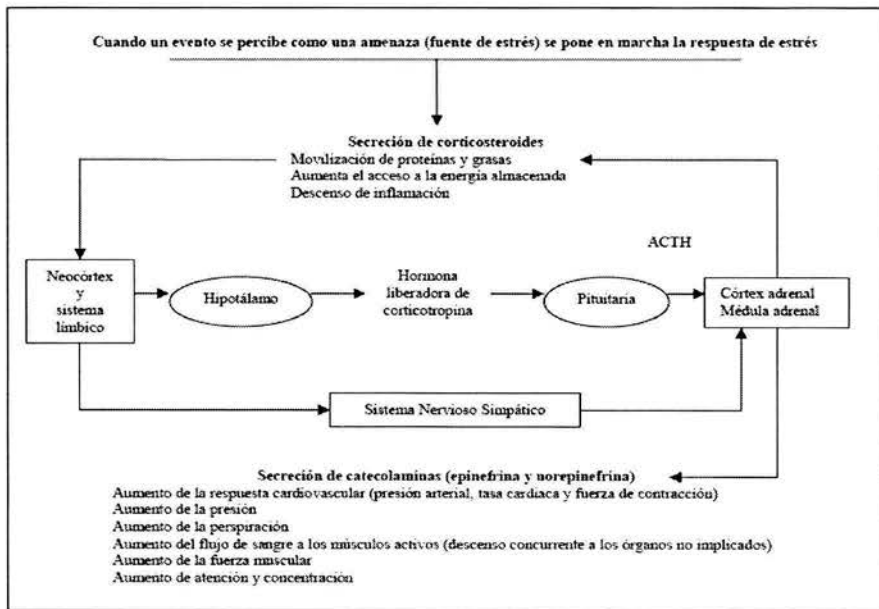 Cuando un evento se percibe como una amenaza (fuente de estrés) se pone en marcha la respuesta de estrés
Secreción de corticosteroides
Movilización de proteínas y grasas
Aumenta el acceso a la energía almacenada
Descenso de inflamación
ACTH
Neocórtex
y
sistema
límbico
Hipotálamo
Hormona
liberadora de
corticotropina
Pituitaria
Córtex adrenal
Médula adrenal
Sistema Nervioso Simpático
Secreción de catecolaminas (epinefrina y norepinefrina)
Aumento de la respuesta cardiovascular (presión arterial, tasa cardiaca y fuerza de contracción)
Aumento de la presión
Aumento de la perspiración
Aumento del flujo de sangre a los músculos activos (descenso concurrente a los órganos no implicados)
Aumento de la fuerza muscular
Aumento de atención y concentración